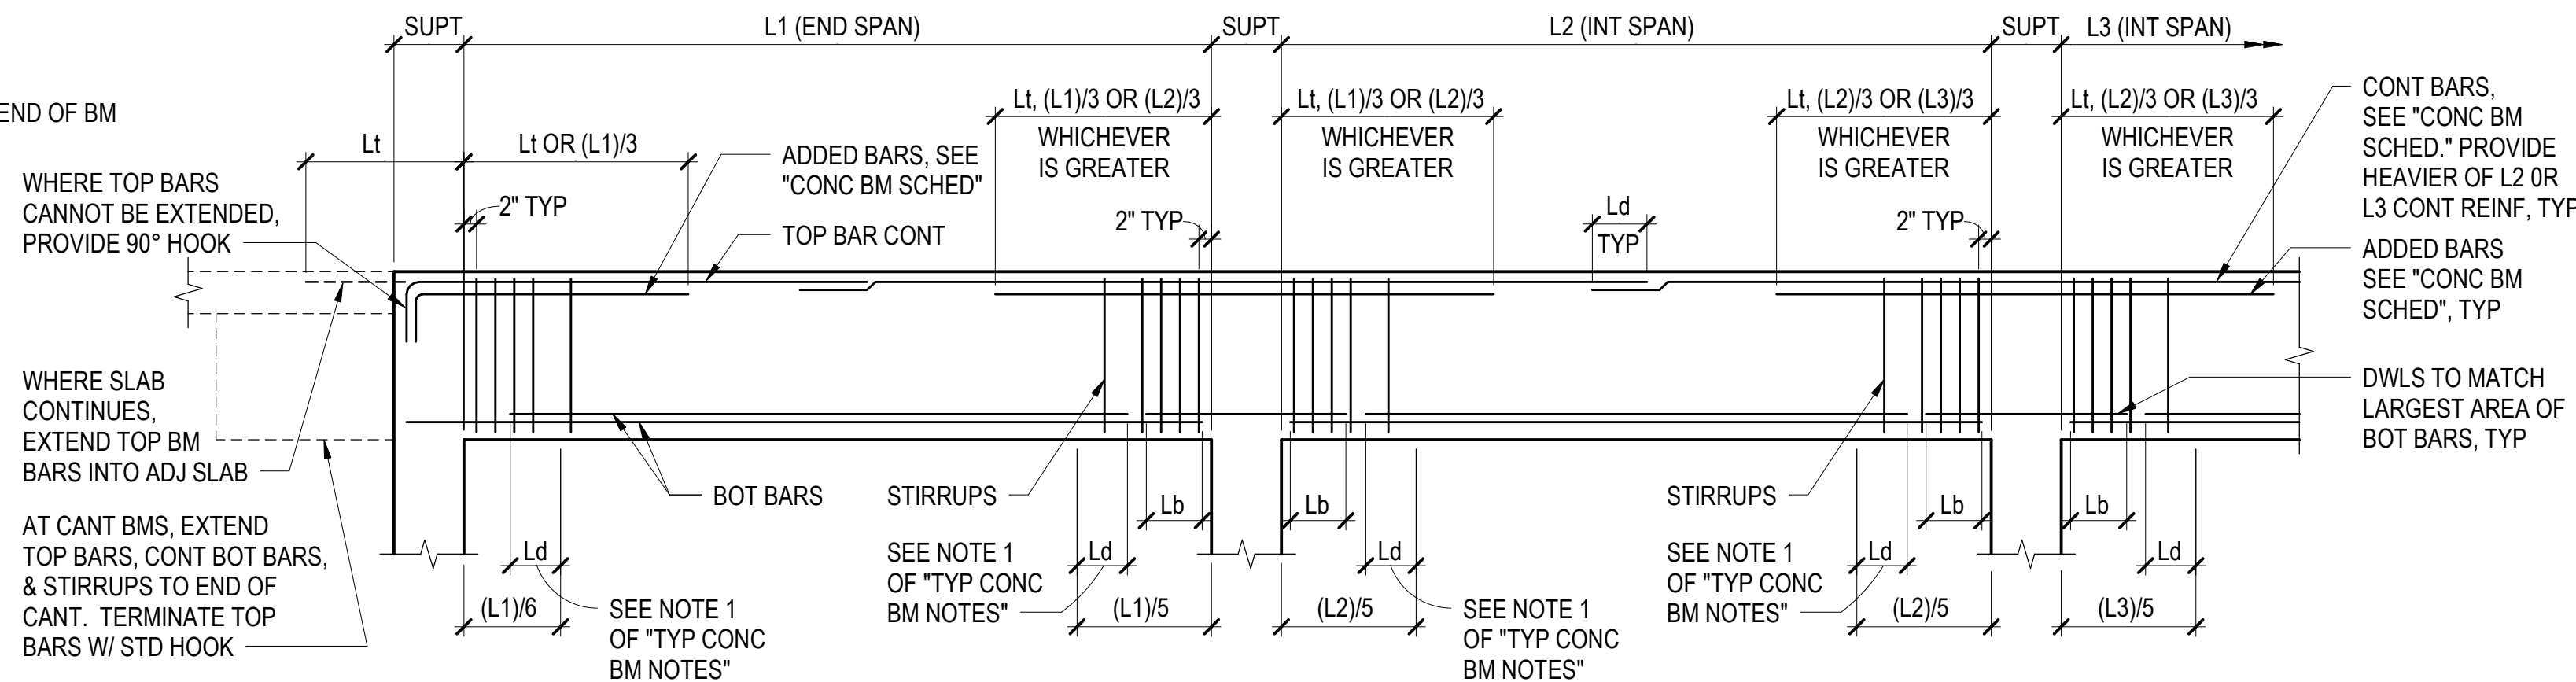 SUPT
L1 (END SPAN)
SUPT
L2 (INT SPAN)
SUPT
L3 (INT SPAN)
END OF BM
Lt
Lt OR (L1)/3
Lt, (L1)/3 OR (L2)/3
WHICHEVER
IS GREATER
Lt, (L1)/3 OR (L2)/3
WHICHEVER
IS GREATER
Lt, (L2)/3 OR (L3)/3
WHICHEVER
IS GREATER
Lt, (L2)/3 OR (L3)/3
WHICHEVER
IS GREATER
CONT BARS,
SEE "CONC BM
SCHED." PROVIDE
HEAVIER OF L2 0R
L3 CONT REINF, TYP
WHERE TOP BARS
CANNOT BE EXTENDED,
PROVIDE 90° HOOK
2" TYP
ADDED BARS, SEE
"CONC BM SCHED"
TOP BAR CONT
2" TYP
Ld
TYP
2" TYP
ADDED BARS
SEE "CONC BM
SCHED", TYP
WHERE SLAB
CONTINUES,
EXTEND TOP BM
BARS INTO ADJ SLAB
DWLS TO MATCH
LARGEST AREA OF
BOT BARS, TYP
AT CANT BMS, EXTEND
TOP BARS, CONT BOT BARS,
& STIRRUPS TO END OF
CANT. TERMINATE TOP
BARS W/ STD HOOK
BOT BARS
STIRRUPS
STIRRUPS
Lb
Lb
Lb
Lb
Ld
Ld
Ld
Ld
Ld
SEE NOTE 1
OF "TYP CONC
BM NOTES"
SEE NOTE 1
OF "TYP CONC
BM NOTES"
(L1)/6
(L1)/5
(L2)/5
(L2)/5
(L3)/5
SEE NOTE 1
OF "TYP CONC
BM NOTES"
SEE NOTE 1
OF "TYP CONC
BM NOTES"